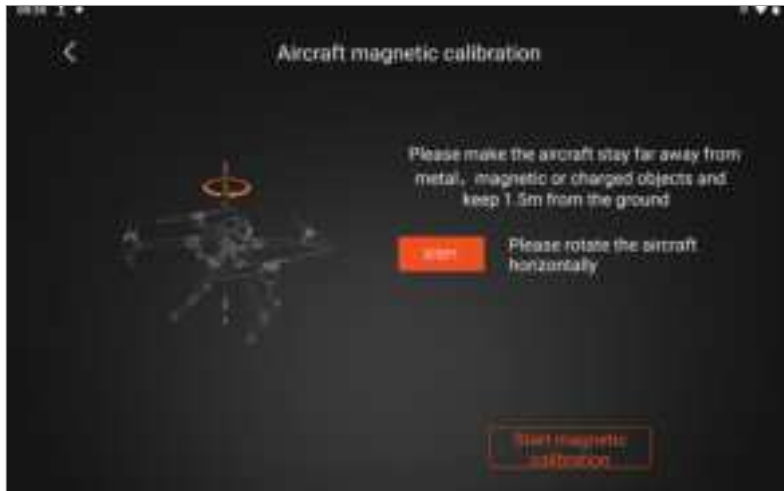 Aircraft magnetic calibration
Please make the aircraft stay far away from
metal, magnetic or charged objects and
keep 1.5m from the ground
Please rotate the aircraft
horizontally
Start magnetic
calibration